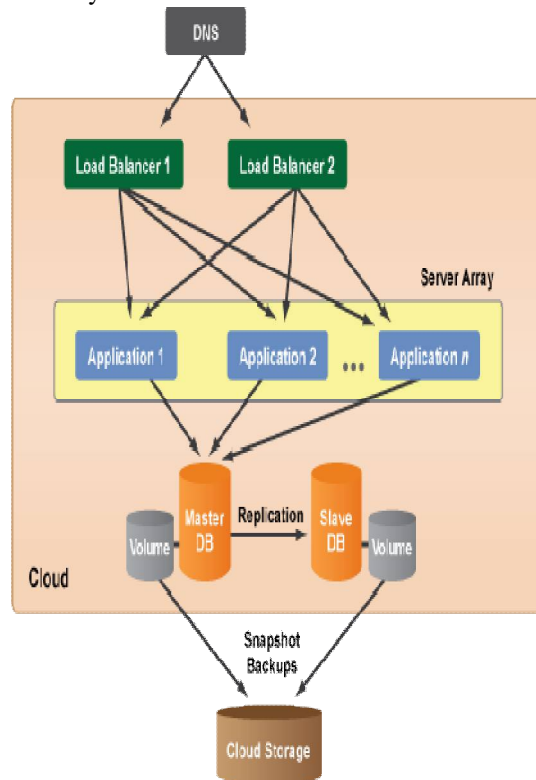 DNS
Load Balancer 1
Load Balancer 2
Server Array
Application 1
Application 2
...
Application n
Master
DB
Replication
Slave
DB
Volume
Volume
Cloud
Snapshot
Backups
Cloud Storage